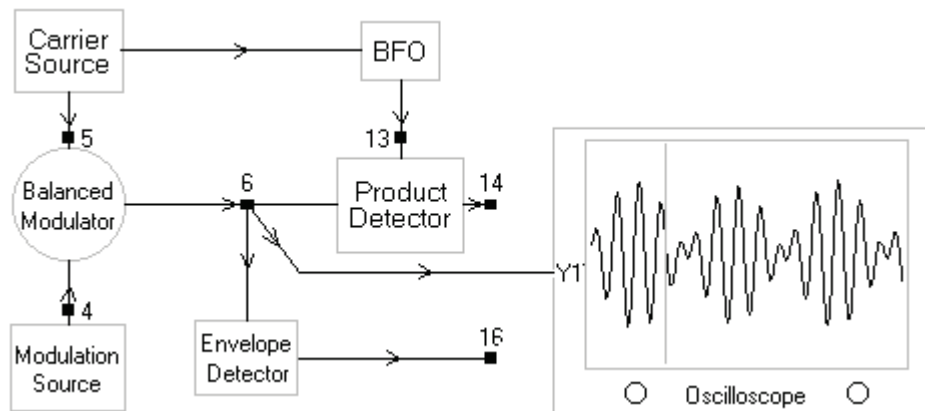 Carrier
Source
BFO
5
13
Balanced
Modulator
6
Product
Detector
14
Y1
4
Modulation
Source
Envelope
Detector
16
Oscilloscope